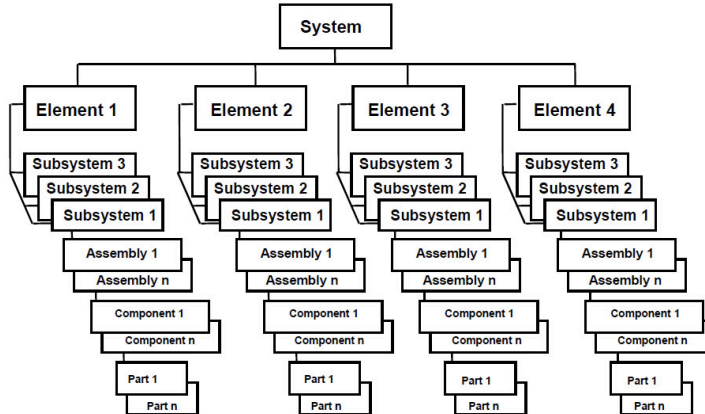 System
Element 1
Element 2
Element 3
Element 4
Subsystem 3
Subsystem 3
Subsystem 3
Subsystem 3
Subsystem 2
Subsystem 2
Subsystem 2
Subsystem 2
Subsystem 1
Subsystem 1
Subsystem 1
Subsystem 1
Assembly 1
Assembly 1
Assembly 1
Assembly 1
Assembly n
Assembly n
Assembly n
Assembly n
Component 1
Component 1
Component 1
Component 1
Component n
Component n
Component n
Component n
Part 1
Part 1
Part 1
Part 1
Part n
Part n
Part n
Part n